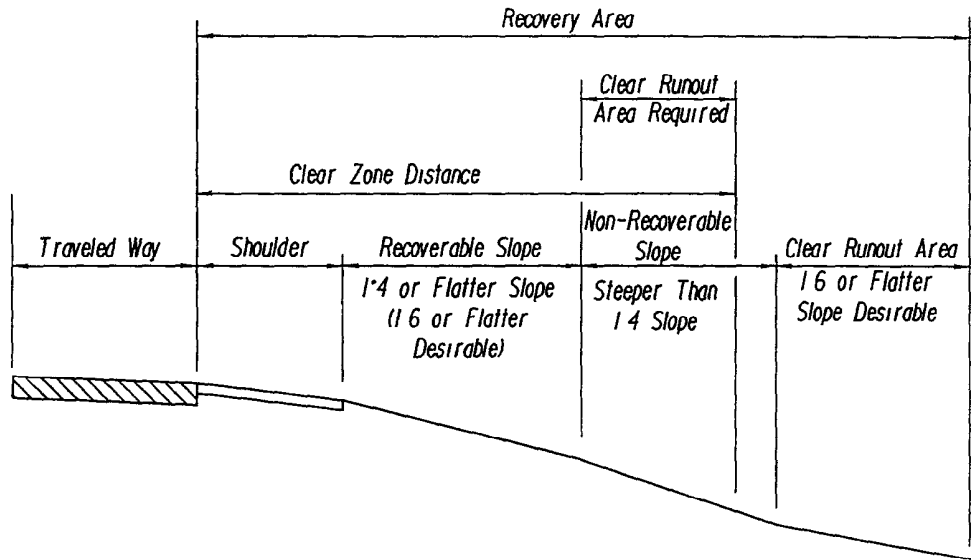 Recovery Area
Clear Runout
Area Required
Clear Zone Distance
Traveled Way
Shoulder
Recoverable Slope
1:4 or Flatter Slope
(1 6 or Flatter
Desirable)
Non-Recoverable
Slope
Steeper Than
1 4 Slope
Clear Runout Area
1 6 or Flatter
Slope Desirable